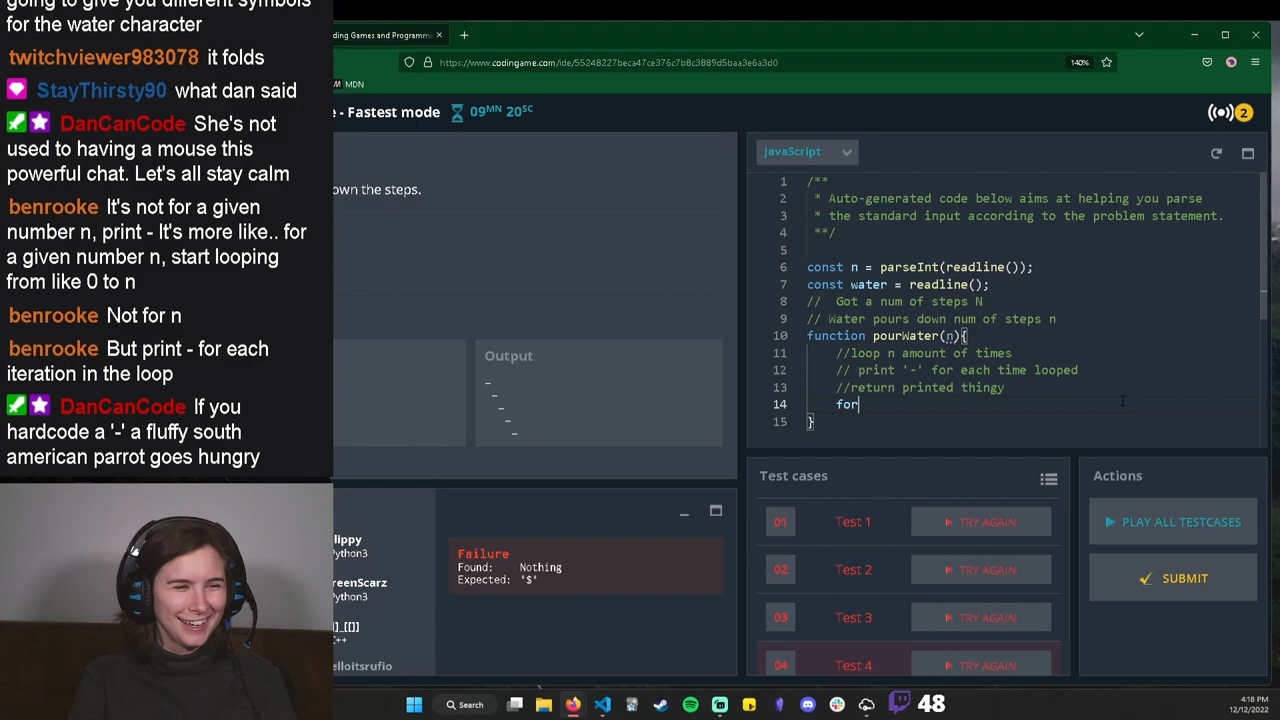 going to give you different symbols
for the water character
twitchviewer983078 it folds
StayThirsty90 what dan said
DanCanCode She's not
used to having a mouse this
powerful chat. Let's all stay calm
benrooke It's not for a given
number n, print - It's more like.. for
a given number n, start looping
from like 0 to n
benrooke Not for n
benrooke But print - for each
iteration in the loop
DanCanCode If you
hardcode a '-' a fluffy south
american parrot goes hungry
ding Games and Programmi
https://www.codingame.com/ide/55248227beca47ce376c7b8c3889d5baa3e6a3d0
140%
MDN
- Fastest mode
09MN 20SC
2
own the steps.
Output
–
–
–
–
–
JavaScript
1 /**
2 * Auto-generated code below aims at helping you parse
3 * the standard input according to the problem statement.
4 **/
5
6 const n = parseInt(readline());
7 const water = readline();
8 // Got a num of steps N
9 // Water pours down num of steps n
10 function pourWater(n){
11 //loop n amount of times
12 // print '-' for each time looped
13 //return printed thingy
14 for
15 }
lippy
Python3
reenScarz
Python3
]_[[]
++
elloitsrufio
Failure
Found: Nothing
Expected: '$'
Test cases
01 Test 1 TRY AGAIN
02 Test 2 TRY AGAIN
03 Test 3 TRY AGAIN
04 Test 4 TRY AGAIN
Actions
PLAY ALL TESTCASES
SUBMIT
Search
48
4:18 PM
12/12/2022